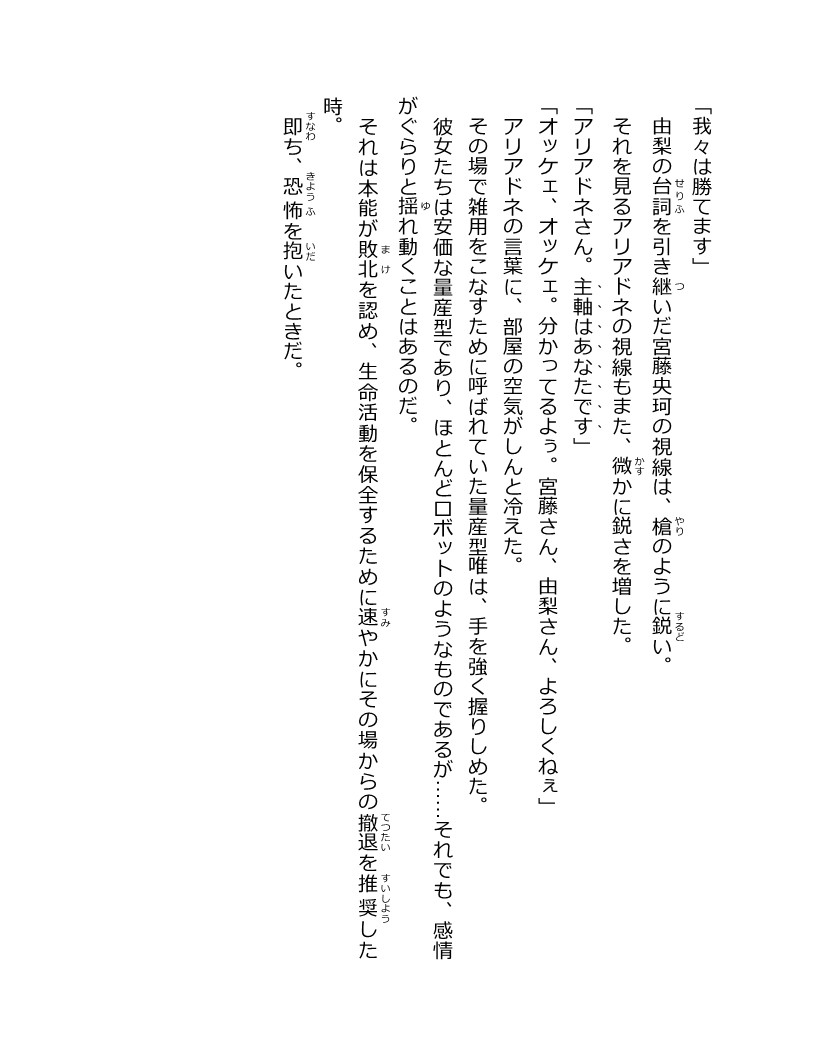 「我々は勝てます」
由梨の台詞を引き継いだ宮藤央珂の視線は、槍のように鋭い。
それを見るアリアドネの視線もまた、微かに鋭さを増した。
「アリアドネさん。主軸はあなたです」
「オッケェ、オッケェ。分かってるよぅ。宮藤さん、由梨さん、よろしくねぇ」
アリアドネの言葉に、部屋の空気がしんと冷えた。
その場で雑用をこなすために呼ばれていた量産型唯は、手を強く握りしめた。
彼女たちは安価な量産型であり、ほとんどロボットのようなものであるが……それでも、感情
がぐらりと揺れ動くことはあるのだ。
それは本能が敗北を認め、生命活動を保全するために速やかにその場からの撤退を推奨した
時。
即ち、恐怖を抱いたときだ。